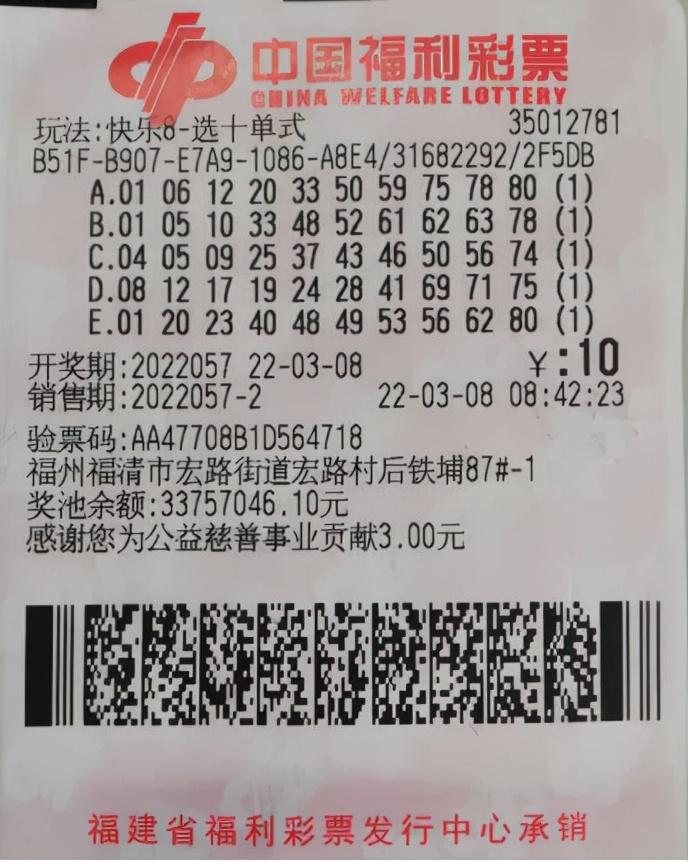 中国福利彩票
CHINA WELFARE LOTTERY
玩法:快乐8-选十单式 35012781
B51F-B907-E7A9-1086-A8E4/31682292/2F5DB
A.01 06 12 20 33 50 59 75 78 80 (1)
B.01 05 10 33 48 52 61 62 63 78 (1)
C.04 05 09 25 37 43 46 50 56 74 (1)
D.08 12 17 19 24 28 41 69 71 75 (1)
E.01 20 23 40 48 49 53 56 62 80 (1)
开奖期:2022057 22-03-08 ￥:10
销售期:2022057-2 22-03-08 08:42:23
验票码:AA47708B1D564718
福州福清市宏路街道宏路村后铁埔87#-1
奖池余额:33757046.10元
感谢您为公益慈善事业贡献3.00元
福建省福利彩票发行中心承销